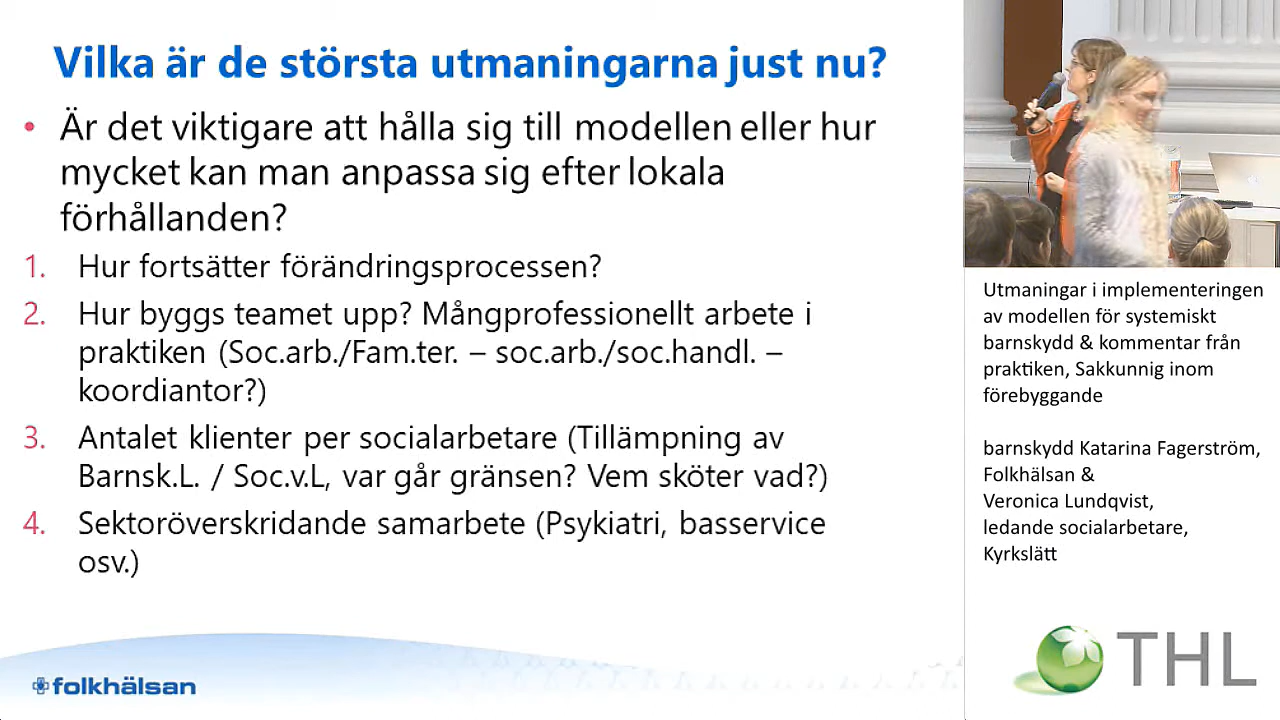 Vilka är de största utmaningarna just nu?
• Är det viktigare att hålla sig till modellen eller hur
mycket kan man anpassa sig efter lokala
förhållanden?
1. Hur fortsätter förändringsprocessen?
2. Hur byggs teamet upp? Mångprofessionellt arbete i
praktiken (Soc.arb./Fam.ter. – soc.arb./soc.handl. –
koordiantor?)
3. Antalet klienter per socialarbetare (Tillämpning av
Barnsk.L. / Soc.v.L, var går gränsen? Vem sköter vad?)
4. Sektoröverskridande samarbete (Psykiatri, basservice
osv.)
folkhälsan
Utmaningar i implementeringen
av modellen för systemiskt
barnskydd & kommentar från
praktiken, Sakkunnig inom
förebyggande
barnskydd Katarina Fagerström,
Folkhälsan &
Veronica Lundqvist,
ledande socialarbetare,
Kyrkslätt
THL